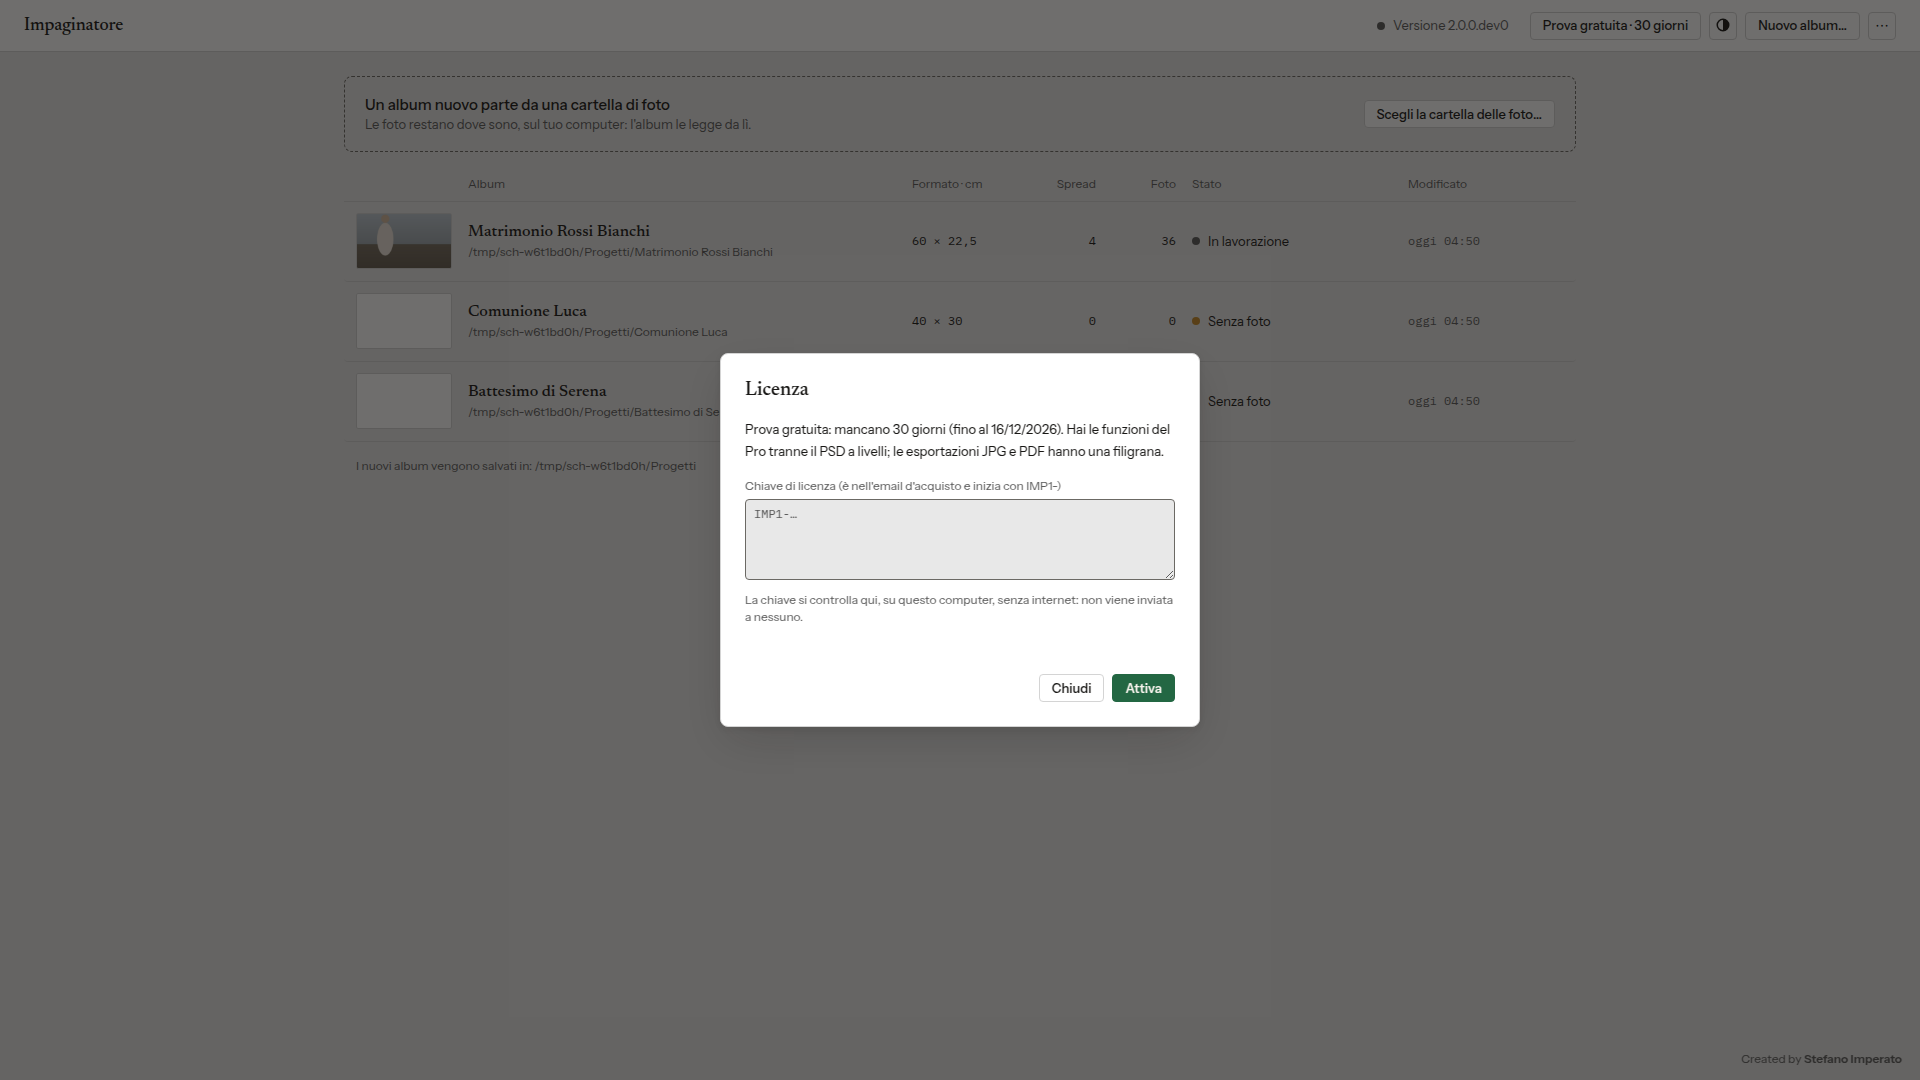 Impaginatore
Versione 2.0.0.dev0
Prova gratuita · 30 giorni
Nuovo album…
Un album nuovo parte da una cartella di foto
Le foto restano dove sono, sul tuo computer: l'album le legge da lì.
Scegli la cartella delle foto…
Album Formato · cm Spread Foto Stato Modificato
Matrimonio Rossi Bianchi
/tmp/sch-w6t1bd0h/Progetti/Matrimonio Rossi Bianchi
60 × 22,5 4 36 In lavorazione oggi 04:50
Comunione Luca
/tmp/sch-w6t1bd0h/Progetti/Comunione Luca
40 × 30 0 0 Senza foto oggi 04:50
Battesimo di Serena
/tmp/sch-w6t1bd0h/Progetti/Battesimo di Se
Senza foto oggi 04:50
I nuovi album vengono salvati in: /tmp/sch-w6t1bd0h/Progetti
Licenza
Prova gratuita: mancano 30 giorni (fino al 16/12/2026). Hai le funzioni del
Pro tranne il PSD a livelli; le esportazioni JPG e PDF hanno una filigrana.
Chiave di licenza (è nell'email d'acquisto e inizia con IMP1-)
IMP1-…
La chiave si controlla qui, su questo computer, senza internet: non viene inviata
a nessuno.
Chiudi
Attiva
Created by Stefano Imperato